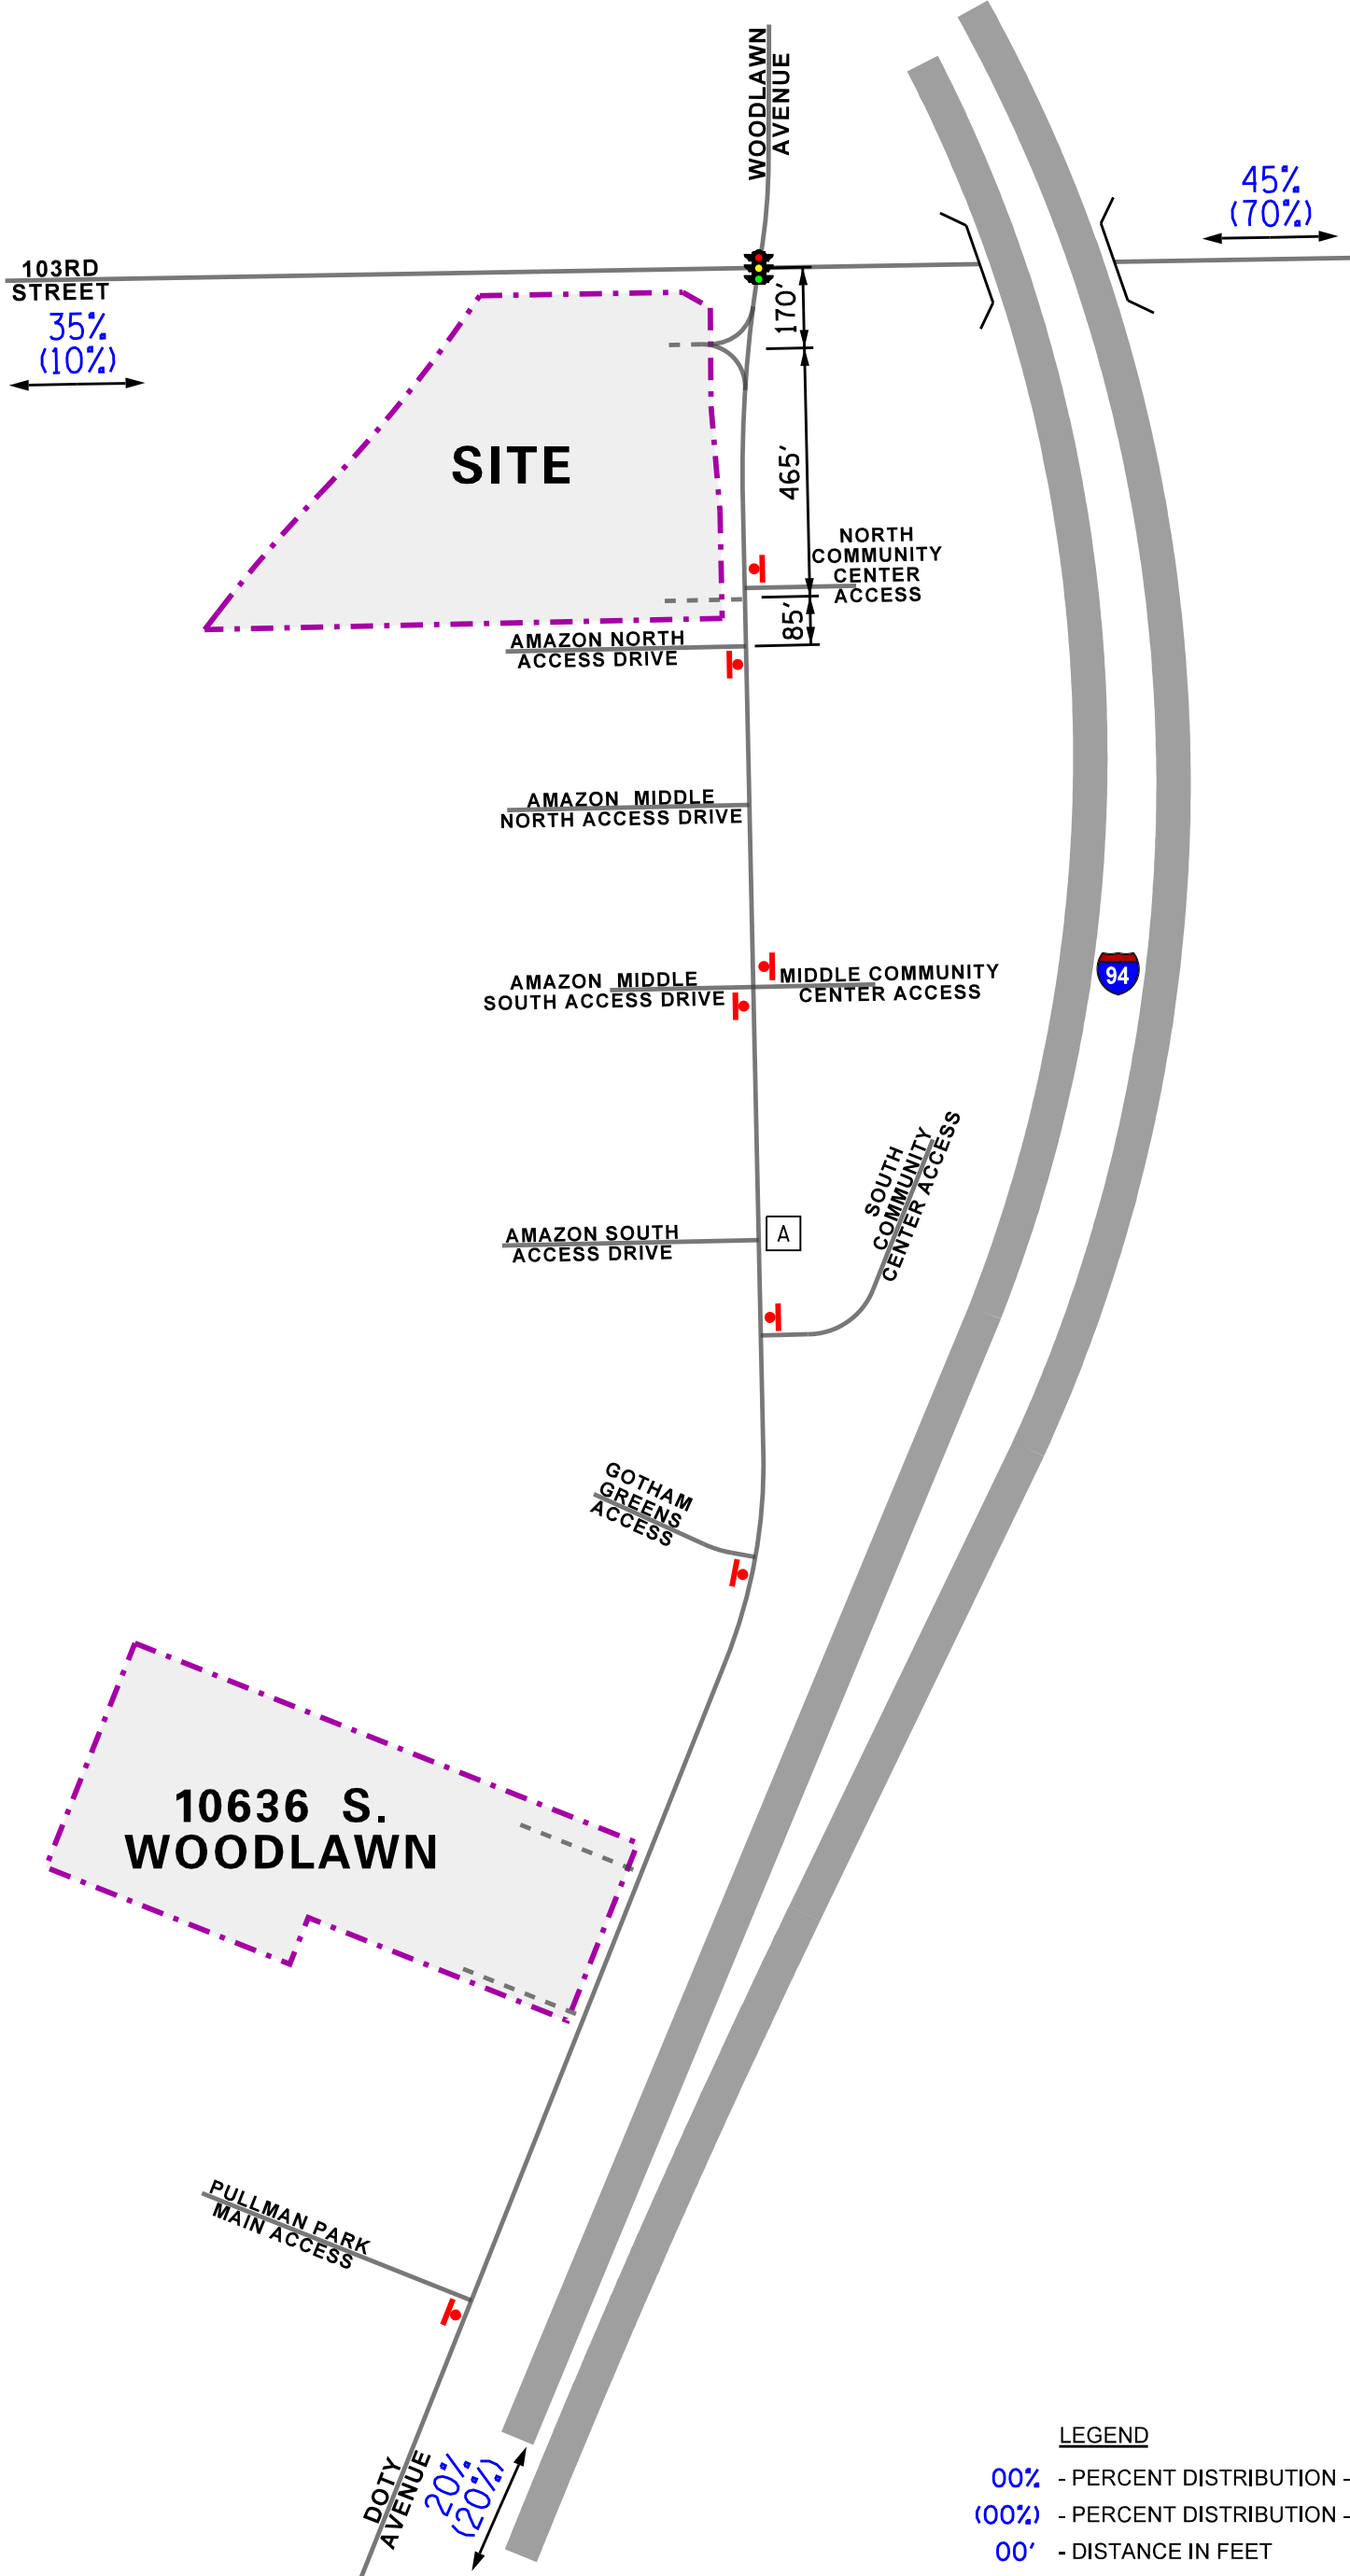 WOODLAWN
AVENUE
45%
(70%)
103RD
STREET
35%
(10%)
170'
SITE
465'
NORTH
COMMUNITY
CENTER
ACCESS
85'
AMAZON NORTH
ACCESS DRIVE
AMAZON MIDDLE
NORTH ACCESS DRIVE
AMAZON MIDDLE
SOUTH ACCESS DRIVE
MIDDLE COMMUNITY
CENTER ACCESS
94
SOUTH
COMMUNITY
CENTER ACCESS
AMAZON SOUTH
ACCESS DRIVE
A
GOTHAM
GREENS
ACCESS
10636 S.
WOODLAWN
PULLMAN PARK
MAIN ACCESS
DOTY
AVENUE
20%
(20%)
LEGEND
00% - PERCENT DISTRIBUTION -
(00%) - PERCENT DISTRIBUTION -
00' - DISTANCE IN FEET